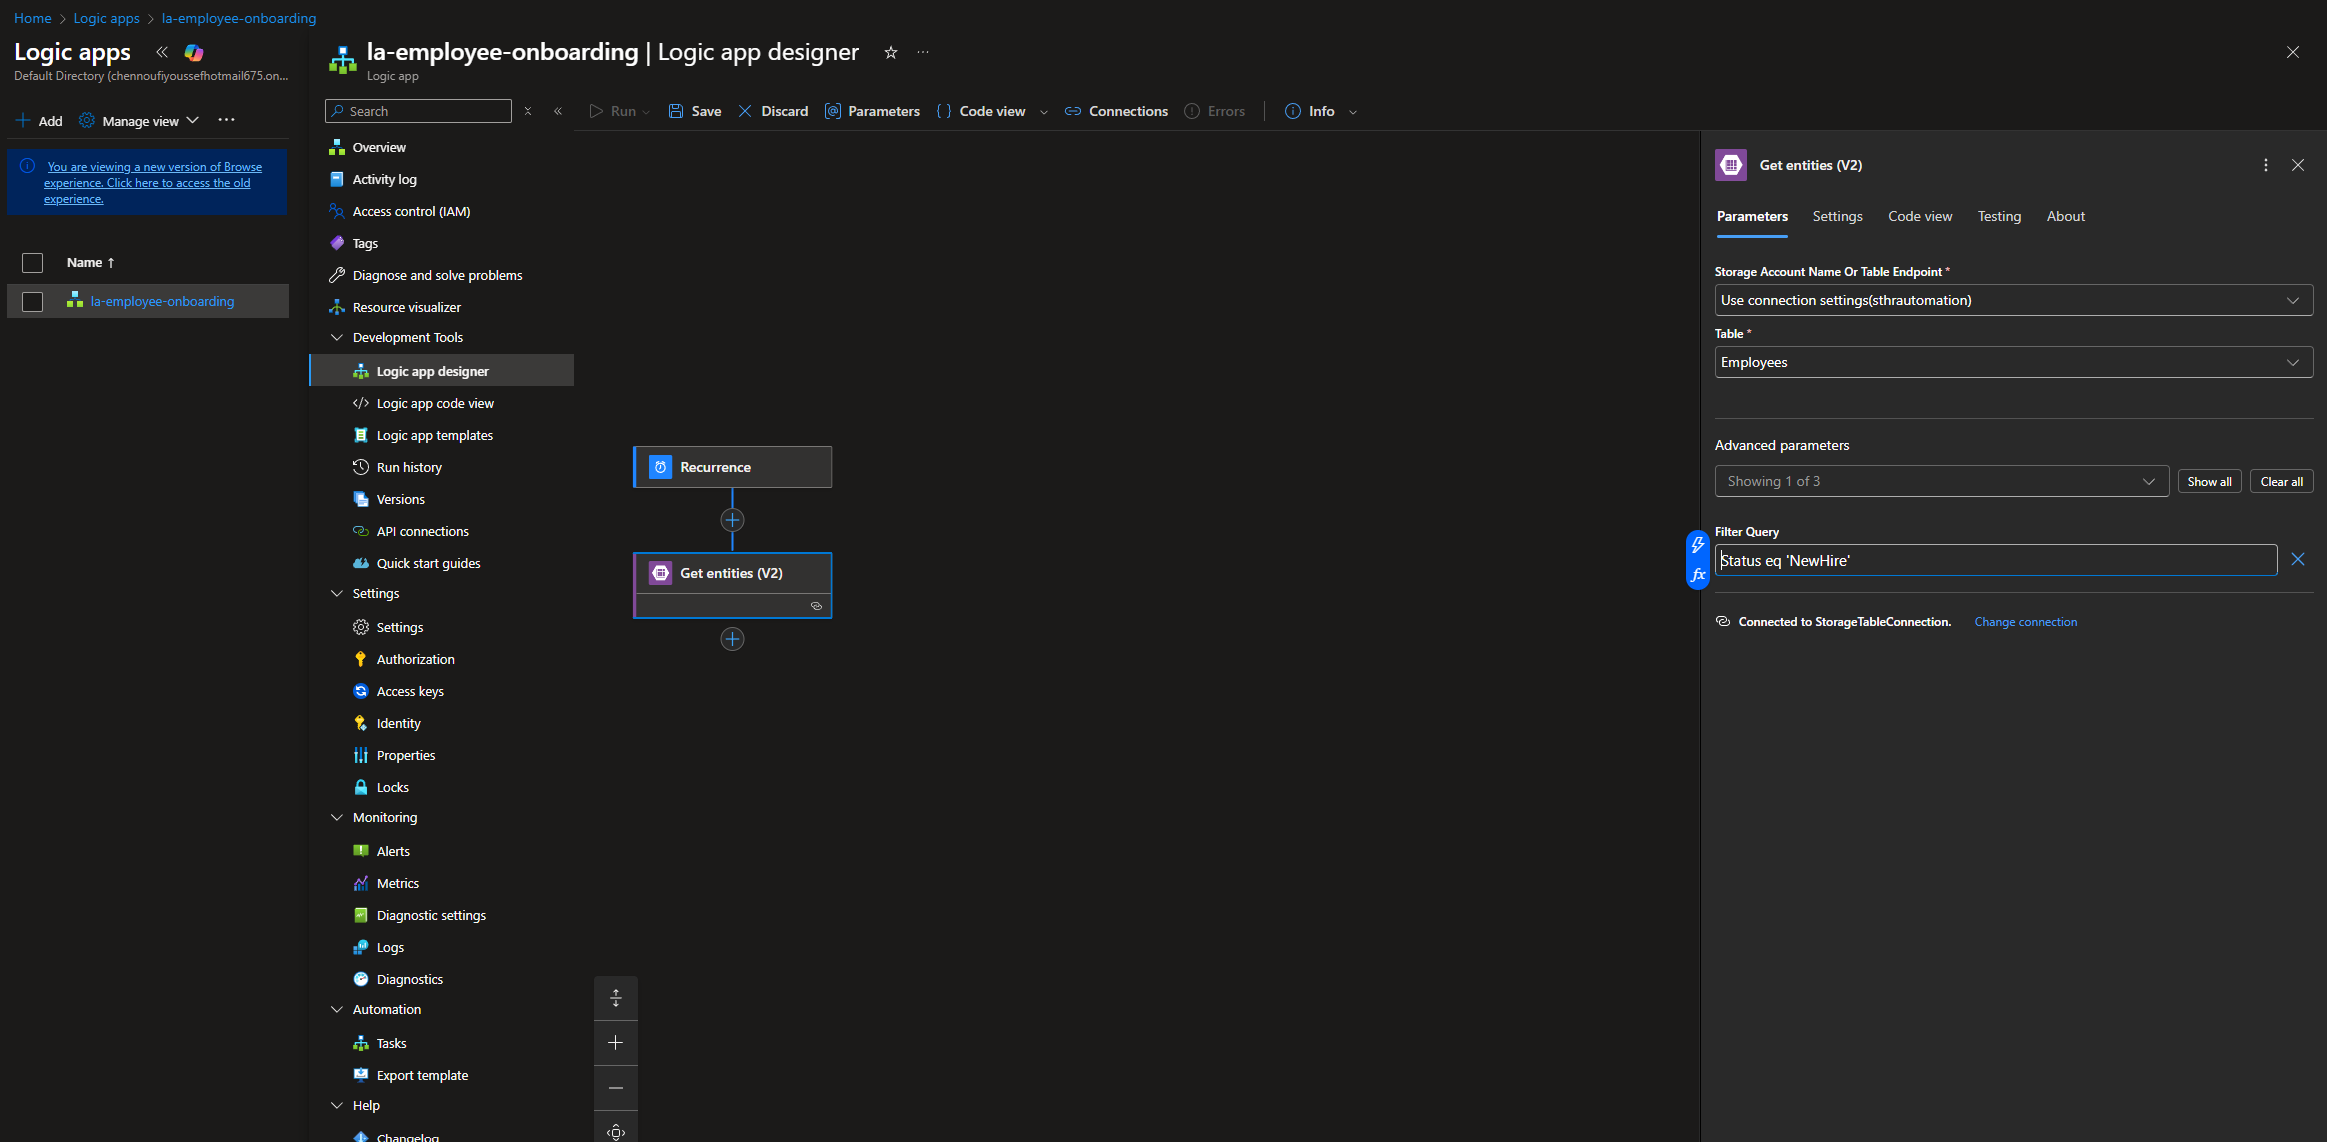 Home > Logic apps > la-employee-onboarding
Logic apps
Default Directory (chennoufiyoussefhotmail675.on...
Add
Manage view
You are viewing a new version of Browse
experience. Click here to access the old
experience.
Name ↑
la-employee-onboarding
la-employee-onboarding | Logic app designer
Logic app
Search
Overview
Activity log
Access control (IAM)
Tags
Diagnose and solve problems
Resource visualizer
Development Tools
Logic app designer
Logic app code view
Logic app templates
Run history
Versions
API connections
Quick start guides
Settings
Settings
Authorization
Access keys
Identity
Properties
Locks
Monitoring
Alerts
Metrics
Diagnostic settings
Logs
Diagnostics
Automation
Tasks
Export template
Help
Changelog
Run
Save
Discard
Parameters
Code view
Connections
Errors
Info
Recurrence
Get entities (V2)
Get entities (V2)
Parameters
Settings
Code view
Testing
About
Storage Account Name Or Table Endpoint *
Use connection settings(sthrautomation)
Table *
Employees
Advanced parameters
Showing 1 of 3
Show all
Clear all
Filter Query
fx
Status eq 'NewHire'
Connected to StorageTableConnection.
Change connection